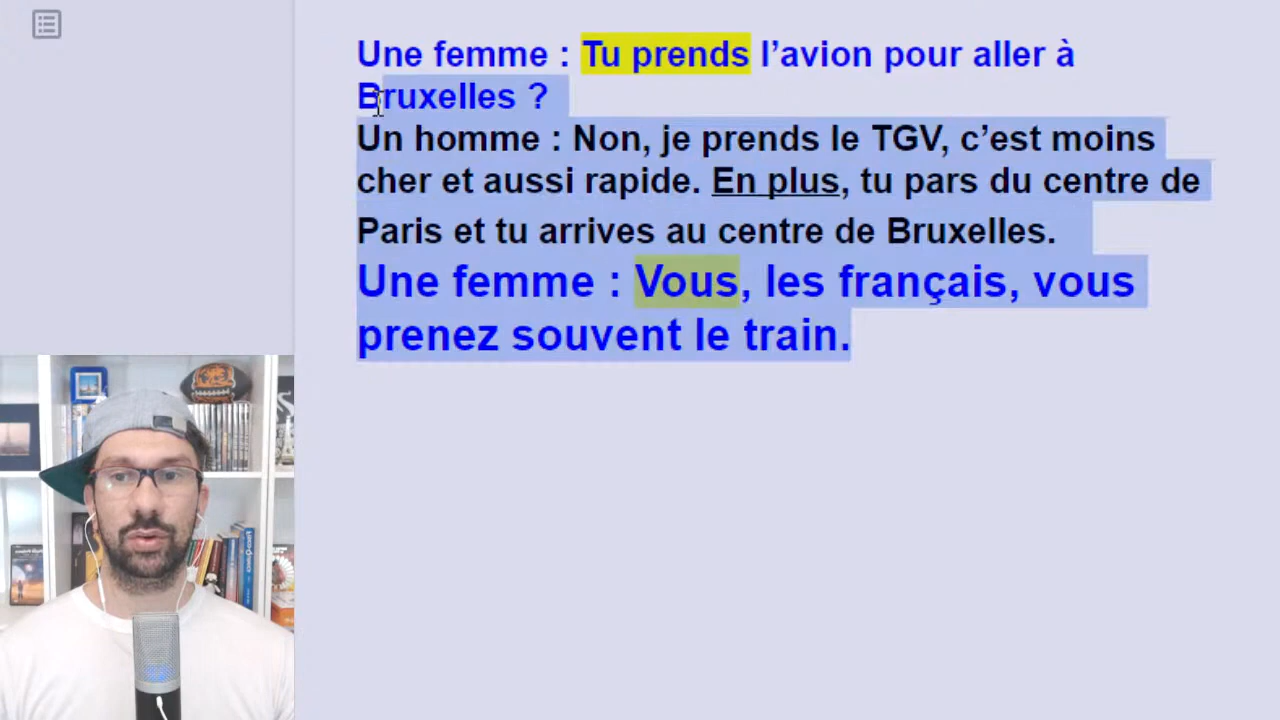 Une femme : Tu prends l’avion pour aller à
Bruxelles ?
Un homme : Non, je prends le TGV, c’est moins
cher et aussi rapide. En plus, tu pars du centre de
Paris et tu arrives au centre de Bruxelles.
Une femme : Vous, les français, vous
prenez souvent le train.